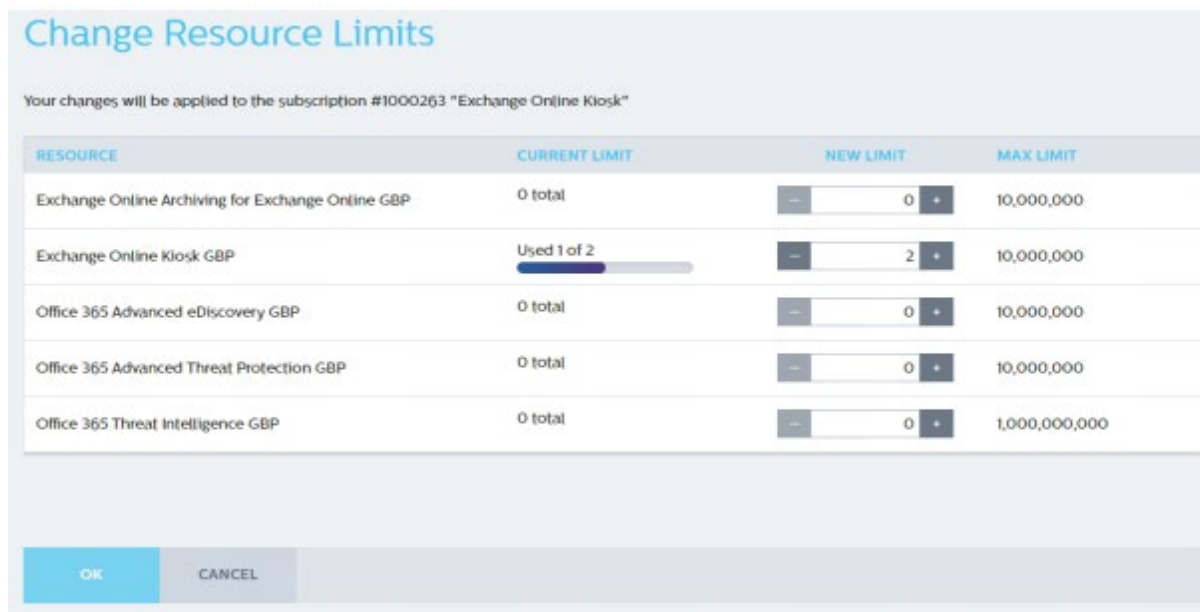 Change Resource Limits
Your changes will be applied to the subscription #1000263 "Exchange Online Kiosk"
RESOURCE CURRENT LIMIT NEW LIMIT MAX LIMIT
Exchange Online Archiving for Exchange Online GBP 0 total − 0 + 10,000,000
Exchange Online Kiosk GBP Used 1 of 2 − 2 + 10,000,000
Office 365 Advanced eDiscovery GBP 0 total − 0 + 10,000,000
Office 365 Advanced Threat Protection GBP 0 total − 0 + 10,000,000
Office 365 Threat Intelligence GBP 0 total − 0 + 1,000,000,000
OK CANCEL